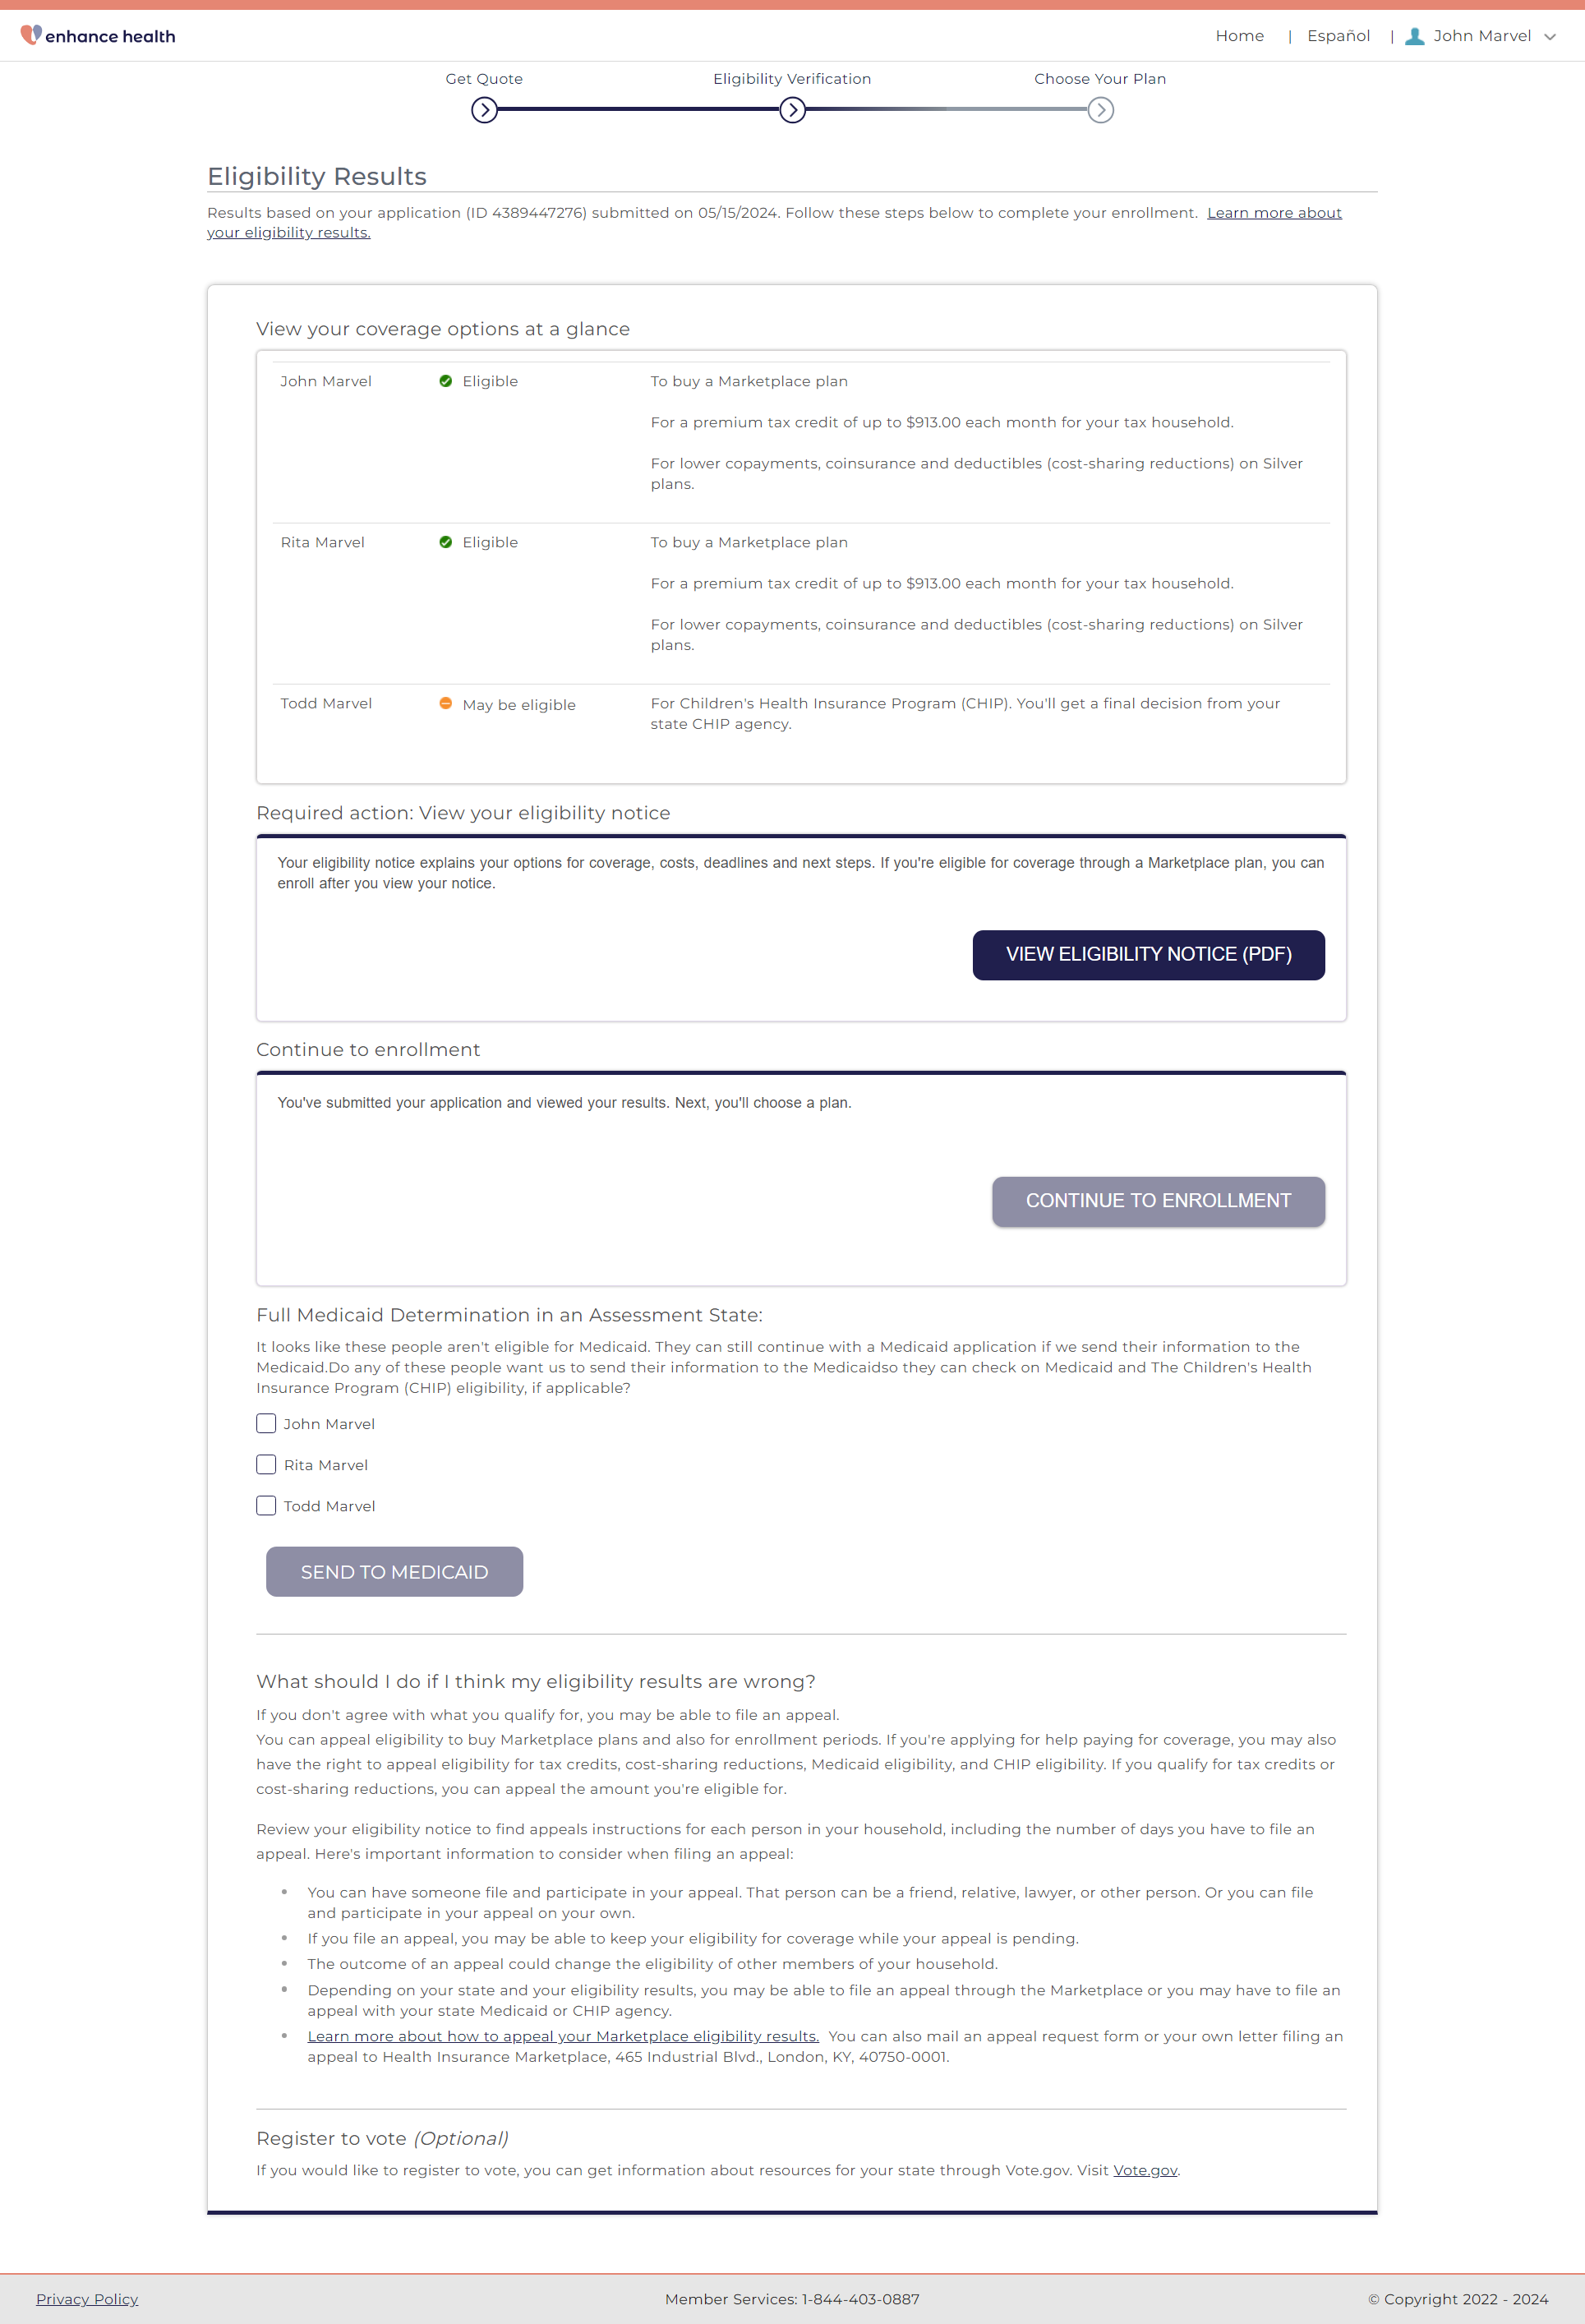 enhance health
Home | Español | John Marvel
Get Quote Eligibility Verification Choose Your Plan
Eligibility Results
Results based on your application (ID 4389447276) submitted on 05/15/2024. Follow these steps below to complete your enrollment. Learn more about
your eligibility results.
View your coverage options at a glance
John Marvel Eligible To buy a Marketplace plan
For a premium tax credit of up to $913.00 each month for your tax household.
For lower copayments, coinsurance and deductibles (cost-sharing reductions) on Silver
plans.
Rita Marvel Eligible To buy a Marketplace plan
For a premium tax credit of up to $913.00 each month for your tax household.
For lower copayments, coinsurance and deductibles (cost-sharing reductions) on Silver
plans.
Todd Marvel May be eligible For Children's Health Insurance Program (CHIP). You'll get a final decision from your
state CHIP agency.
Required action: View your eligibility notice
Your eligibility notice explains your options for coverage, costs, deadlines and next steps. If you're eligible for coverage through a Marketplace plan, you can
enroll after you view your notice.
VIEW ELIGIBILITY NOTICE (PDF)
Continue to enrollment
You've submitted your application and viewed your results. Next, you'll choose a plan.
CONTINUE TO ENROLLMENT
Full Medicaid Determination in an Assessment State:
It looks like these people aren't eligible for Medicaid. They can still continue with a Medicaid application if we send their information to the
Medicaid.Do any of these people want us to send their information to the Medicaidso they can check on Medicaid and The Children's Health
Insurance Program (CHIP) eligibility, if applicable?
John Marvel
Rita Marvel
Todd Marvel
SEND TO MEDICAID
What should I do if I think my eligibility results are wrong?
If you don't agree with what you qualify for, you may be able to file an appeal.
You can appeal eligibility to buy Marketplace plans and also for enrollment periods. If you're applying for help paying for coverage, you may also
have the right to appeal eligibility for tax credits, cost-sharing reductions, Medicaid eligibility, and CHIP eligibility. If you qualify for tax credits or
cost-sharing reductions, you can appeal the amount you're eligible for.
Review your eligibility notice to find appeals instructions for each person in your household, including the number of days you have to file an
appeal. Here's important information to consider when filing an appeal:
• You can have someone file and participate in your appeal. That person can be a friend, relative, lawyer, or other person. Or you can file
and participate in your appeal on your own.
• If you file an appeal, you may be able to keep your eligibility for coverage while your appeal is pending.
• The outcome of an appeal could change the eligibility of other members of your household.
• Depending on your state and your eligibility results, you may be able to file an appeal through the Marketplace or you may have to file an
appeal with your state Medicaid or CHIP agency.
• Learn more about how to appeal your Marketplace eligibility results. You can also mail an appeal request form or your own letter filing an
appeal to Health Insurance Marketplace, 465 Industrial Blvd., London, KY, 40750-0001.
Register to vote (Optional)
If you would like to register to vote, you can get information about resources for your state through Vote.gov. Visit Vote.gov.
Privacy Policy Member Services: 1-844-403-0887 © Copyright 2022 - 2024